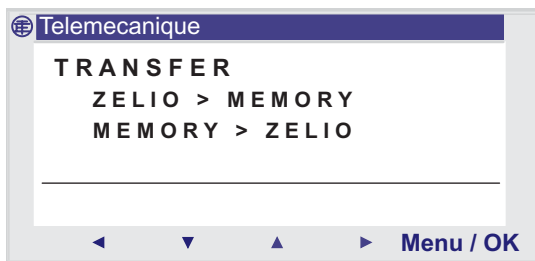 Telemecanique
TRANSFER
ZELIO > MEMORY
MEMORY > ZELIO
Menu / OK